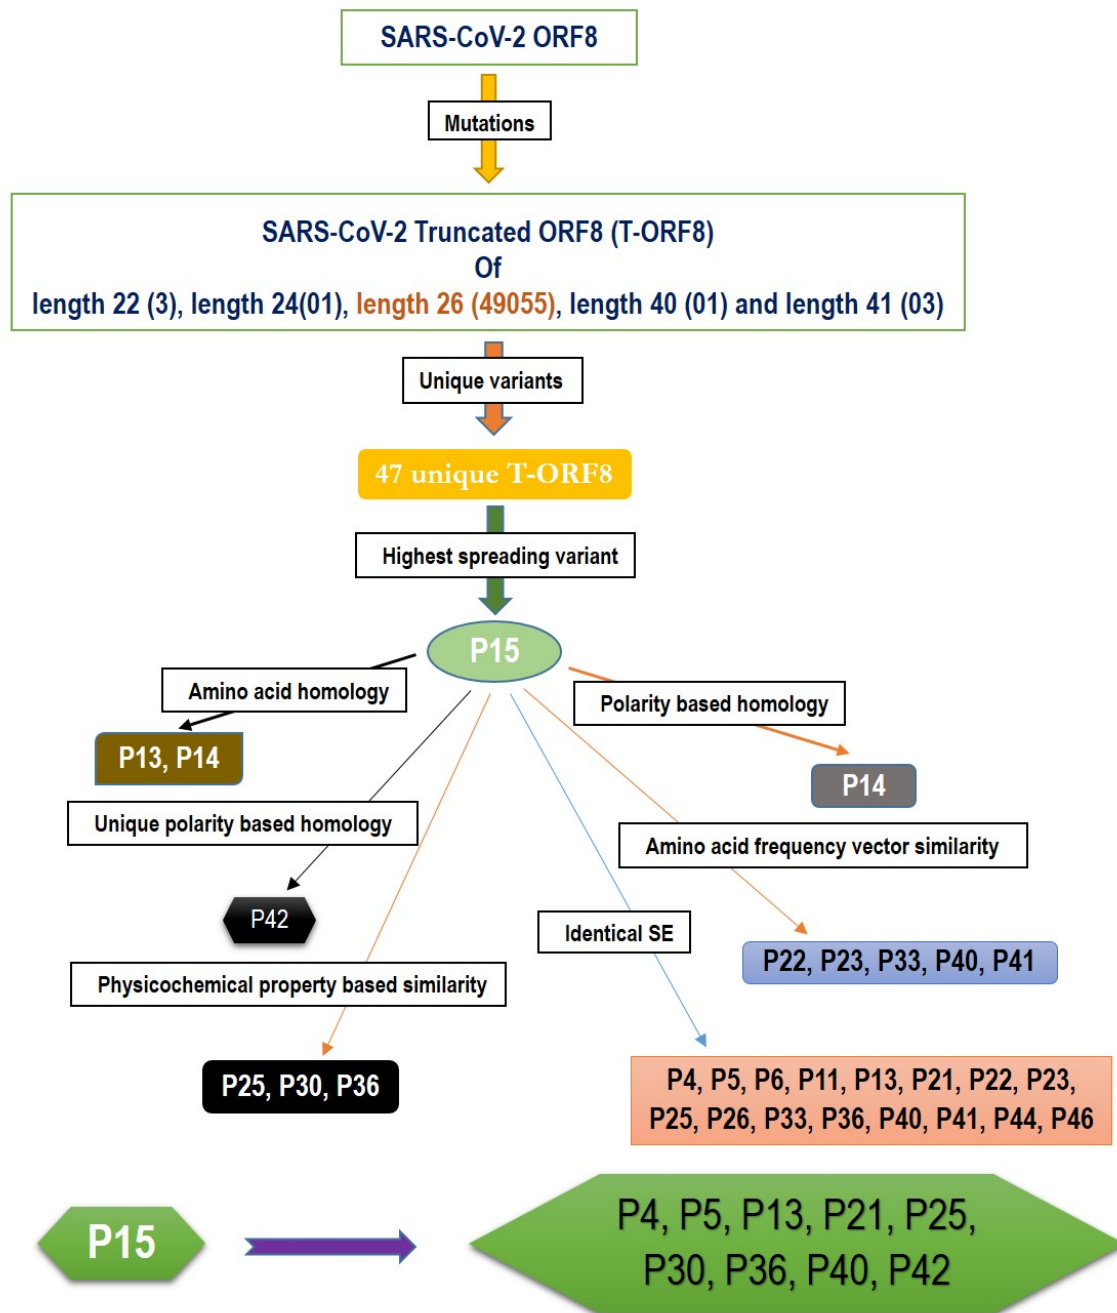 SARS-CoV-2 ORF8
Mutations
SARS-CoV-2 Truncated ORF8 (T-ORF8)
Of
length 22 (3), length 24(01), length 26 (49055), length 40 (01) and length 41 (03)
Unique variants
47 unique T-ORF8
Highest spreading variant
P15
Amino acid homology
Polarity based homology
P13, P14
P14
Unique polarity based homology
Amino acid frequency vector similarity
P42
Identical SE
P22, P23, P33, P40, P41
Physicochemical property based similarity
P25, P30, P36
P4, P5, P6, P11, P13, P21, P22, P23,
P25, P26, P33, P36, P40, P41, P44, P46
P15
P4, P5, P13, P21, P25,
P30, P36, P40, P42